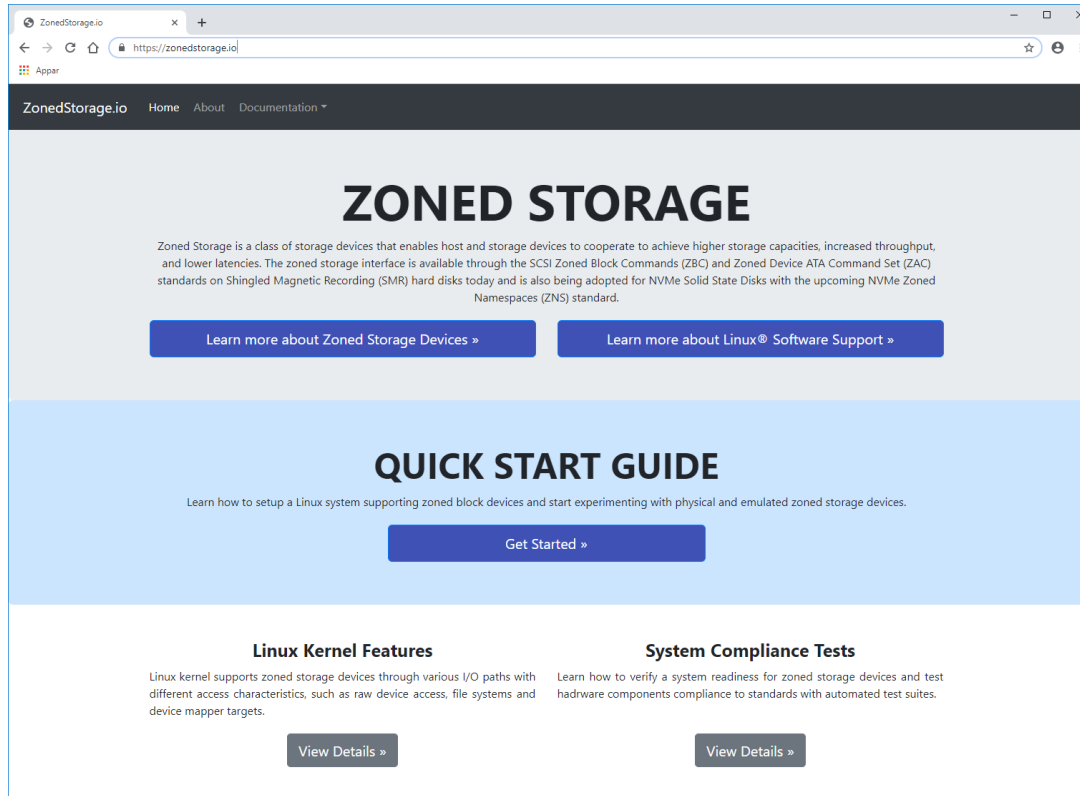 ZonedStorage.io
https://zonedstorage.io
Appar
ZonedStorage.io Home About Documentation
ZONED STORAGE
Zoned Storage is a class of storage devices that enables host and storage devices to cooperate to achieve higher storage capacities, increased throughput,
and lower latencies. The zoned storage interface is available through the SCSI Zoned Block Commands (ZBC) and Zoned Device ATA Command Set (ZAC)
standards on Shingled Magnetic Recording (SMR) hard disks today and is also being adopted for NVMe Solid State Disks with the upcoming NVMe Zoned
Namespaces (ZNS) standard.
Learn more about Zoned Storage Devices »
Learn more about Linux® Software Support »
QUICK START GUIDE
Learn how to setup a Linux system supporting zoned block devices and start experimenting with physical and emulated zoned storage devices.
Get Started »
Linux Kernel Features
Linux kernel supports zoned storage devices through various I/O paths with
different access characteristics, such as raw device access, file systems and
device mapper targets.
View Details »
System Compliance Tests
Learn how to verify a system readiness for zoned storage devices and test
hadrware components compliance to standards with automated test suites.
View Details »